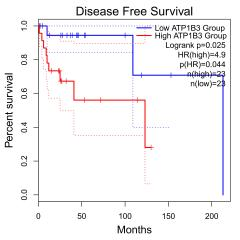 Disease Free Survival
Low ATP1B3 Group
High ATP1B3 Group
Logrank p=0.025
HR(high)=4.9
p(HR)=0.044
n(high)=23
n(low)=23
Percent survival
1.0
0.8
0.6
0.4
0.2
0.0
0 50 100 150 200
Months